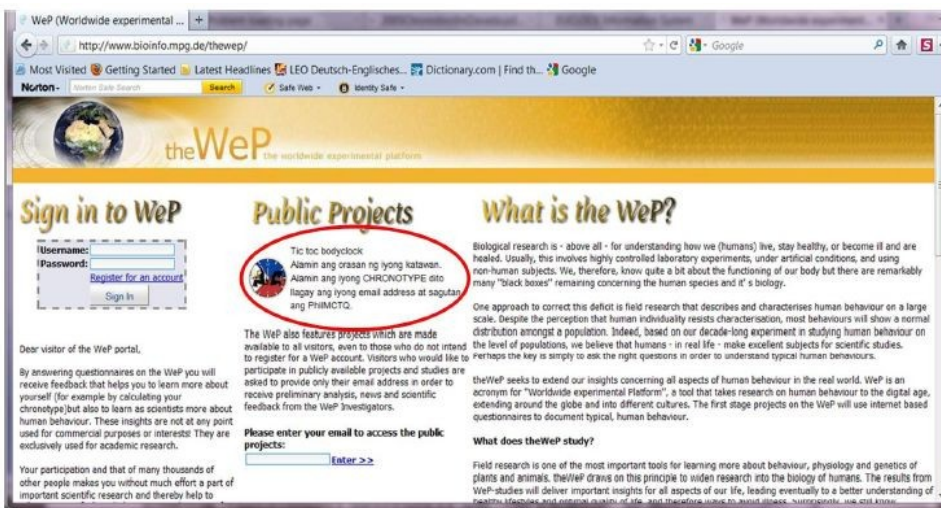 WeP (Worldwide experimental ...
http://www.bioinfo.mpg.de/thewep/
Google
Most Visited Getting Started Latest Headlines LEO Deutsch-Englisches... Dictionary.com | Find th... Google
Norton Norton Safe Search Search Safe Web Identity Safe
theWeP the worldwide experimental platform
Sign in to WeP
Username:
Password:
Register for an account
Sign In
Dear visitor of the WeP portal,
By answering questionnaires on the WeP you will
receive feedback that helps you to learn more about
yourself (for example by calculating your
chronotype)but also to learn as scientists more about
human behaviour. These insights are not at any point
used for commercial purposes or interests! They are
exclusively used for academic research.
Your participation and that of many thousands of
other people makes you without much effort a part of
important scientific research and thereby help to
Public Projects
Tic toc bodyclock
Alamin ang orasan ng iyong katawan.
Alamin ang iyong CHRONOTYPE dito
Ilagay ang iyong email address at sagutan
ang PhilMCTQ.
The WeP also features projects which are made
available to all visitors, even to those who do not intend
to register for a WeP account. Visitors who would like to
participate in publicly available projects and studies are
asked to provide only their email address in order to
receive preliminary analysis, news and scientific
feedback from the WeP Investigators.
Please enter your email to access the public
projects:
Enter >>
What is the WeP?
Biological research is - above all - for understanding how we (humans) live, stay healthy, or become ill and are
healed. Usually, this involves highly controlled laboratory experiments, under artificial conditions, and using
non-human subjects. We, therefore, know quite a bit about the functioning of our body but there are remarkably
many "black boxes" remaining concerning the human species and it' s biology.
One approach to correct this deficit is field research that describes and characterises human behaviour on a large
scale. Despite the perception that human individuality resists characterisation, most behaviours will show a normal
distribution amongst a population. Indeed, based on our decade-long experiment in studying human behaviour on
the level of populations, we believe that humans - in real life - make excellent subjects for scientific studies.
Perhaps the key is simply to ask the right questions in order to understand typical human behaviours.
theWeP seeks to extend our insights concerning all aspects of human behaviour in the real world. WeP is an
acronym for "Worldwide experimental Platform", a tool that takes research on human behaviour to the digital age,
extending around the globe and into different cultures. The first stage projects on the WeP will use internet based
questionnaires to document typical, human behaviour.
What does theWeP study?
Field research is one of the most important tools for learning more about behaviour, physiology and genetics of
plants and animals. theWeP draws on this principle to widen research into the biology of humans. The results from
WeP-studies will deliver important insights for all aspects of our life, leading eventually to a better understanding of
healthy lifestyles and optimal quality of life, and therefore ways to avoid illness. Surprisingly, we still know